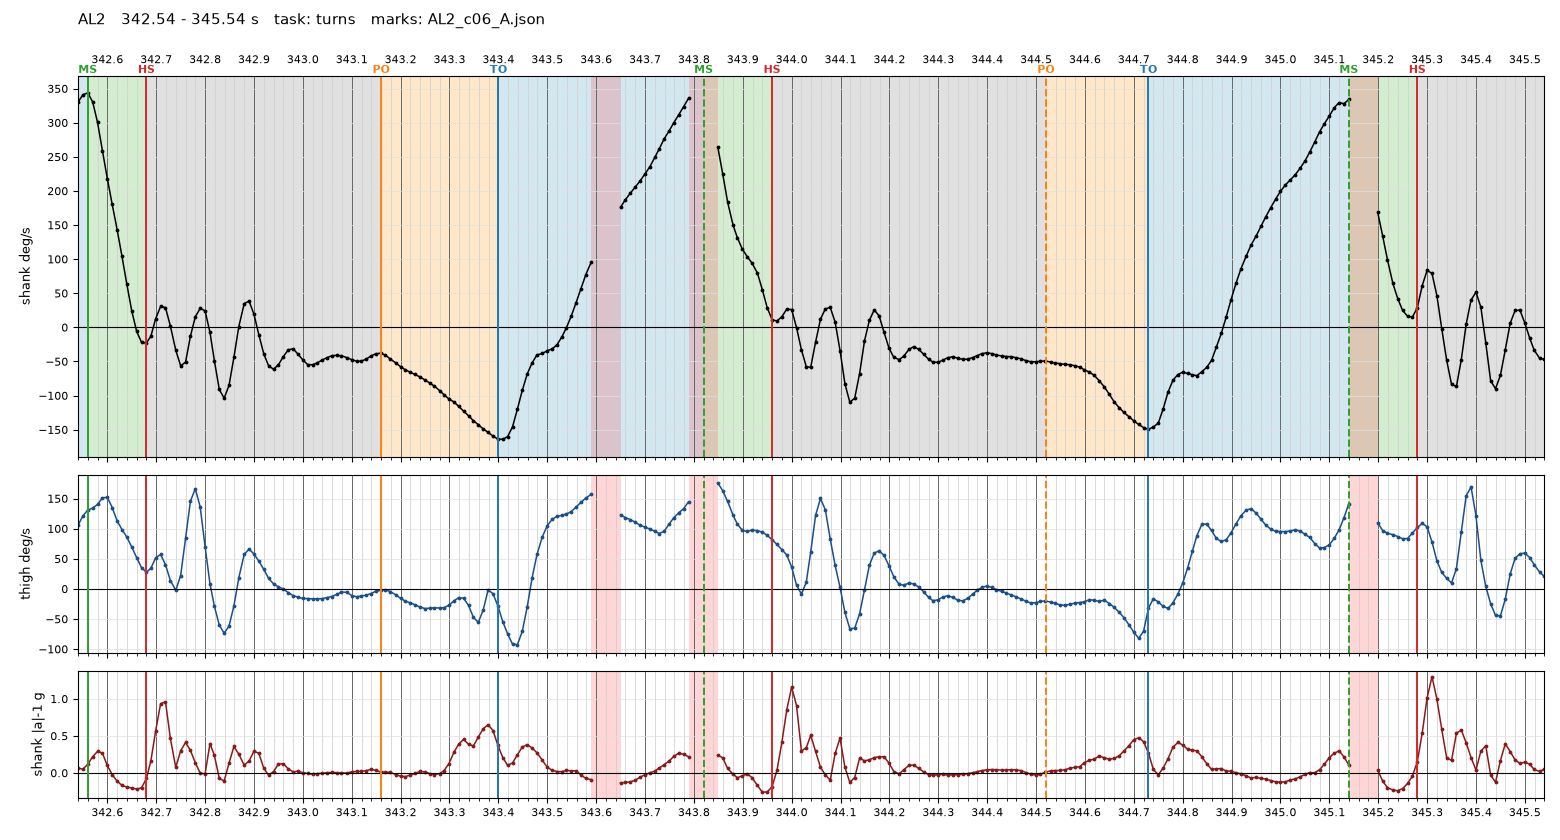 AL2   342.54 - 345.54 s   task: turns   marks: AL2_c06_A.json
342.6 342.7 342.8 342.9 343.0 343.1 343.2 343.3 343.4 343.5 343.6 343.7 343.8 343.9 344.0 344.1 344.2 344.3 344.4 344.5 344.6 344.7 344.8 344.9 345.0 345.1 345.2 345.3 345.4 345.5
MS HS PO TO MS HS PO TO MS HS
shank deg/s
350
300
250
200
150
100
50
0
−50
−100
−150
thigh deg/s
150
100
50
0
−50
−100
shank |a|-1 g
1.0
0.5
0.0
342.6 342.7 342.8 342.9 343.0 343.1 343.2 343.3 343.4 343.5 343.6 343.7 343.8 343.9 344.0 344.1 344.2 344.3 344.4 344.5 344.6 344.7 344.8 344.9 345.0 345.1 345.2 345.3 345.4 345.5